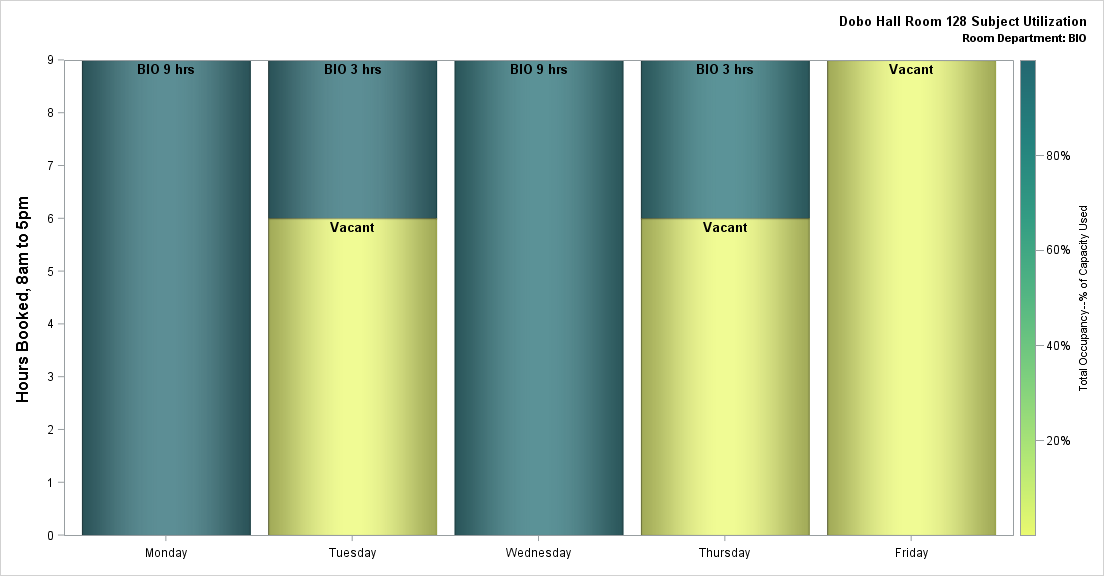 Dobo Hall Room 128 Subject Utilization
Room Department: BIO
Hours Booked, 8am to 5pm
9
8
7
6
5
4
3
2
1
0
BIO 9 hrs
BIO 3 hrs
Vacant
BIO 9 hrs
BIO 3 hrs
Vacant
Vacant
Monday
Tuesday
Wednesday
Thursday
Friday
80%
60%
40%
20%
Total Occupancy--% of Capacity Used